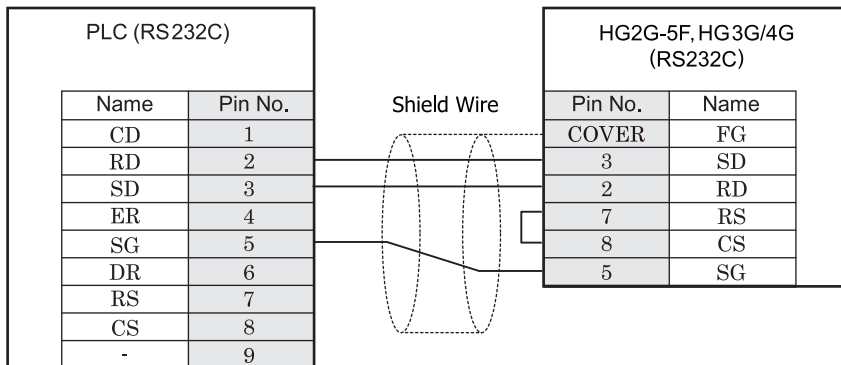 PLC (RS232C)
Name Pin No.
CD 1
RD 2
SD 3
ER 4
SG 5
DR 6
RS 7
CS 8
- 9
Shield Wire
HG2G-5F, HG3G/4G
(RS232C)
Pin No. Name
COVER FG
3 SD
2 RD
7 RS
8 CS
5 SG